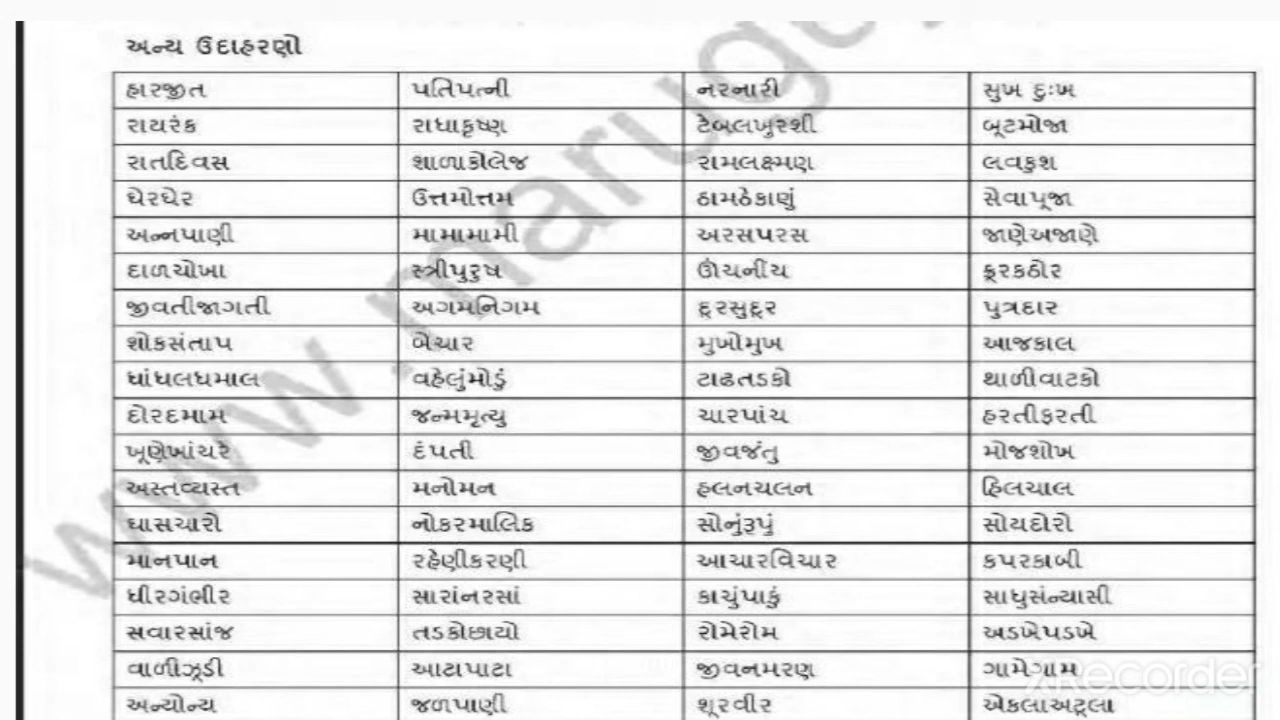 અન્ય ઉદાહરણો
હારજીત પતિપત્ની નરનારી સુખ દુઃખ
રાયરંક રાધાકૃષ્ણ ટેબલખુરશી બૂટમોજા
રાતદિવસ શાળાકૉલેજ રામલક્ષ્મણ લવકુશ
ઘેરઘેર ઉત્તમોત્તમ ઠામઠેકાણું સેવાપૂજા
અન્નપાણી મામામામી અરસપરસ જાણેઅજાણે
દાળચોખા સ્ત્રીપુરુષ ઊંચનીચ ક્રૂરકઠોર
જીવતીજાગતી અગમનિગમ દૂરસુદૂર પુત્રદાર
શોકસંતાપ બેચાર મુખોમુખ આજકાલ
ધાંધલધમાલ વહેલુંમોડું ટાઢતડકો થાળીવાટકો
દોરદમામ જન્મમૃત્યુ ચારપાંચ હરતીફરતી
ખૂણેખાંચરે દંપતી જીવજંતુ મોજશોખ
અસ્તવ્યસ્ત મનોમન હલનચલન હિલચાલ
ઘાસચારો નોકરમાલિક સોનુંરૂપું સોયદોરો
માનપાન રહેણીકરણી આચારવિચાર કપરકાબી
ધીરગંભીર સારાંનરસાં કાચુંપાકું સાધુસંન્યાસી
સવારસાંજ તડકોછાયો રોમેરોમ અડખેપડખે
વાળીઝૂડી આટાપાટા જીવનમરણ ગામેગામ
અન્યોન્ય જળપાણી શૂરવીર એકલાઅટૂલા
XRecorder